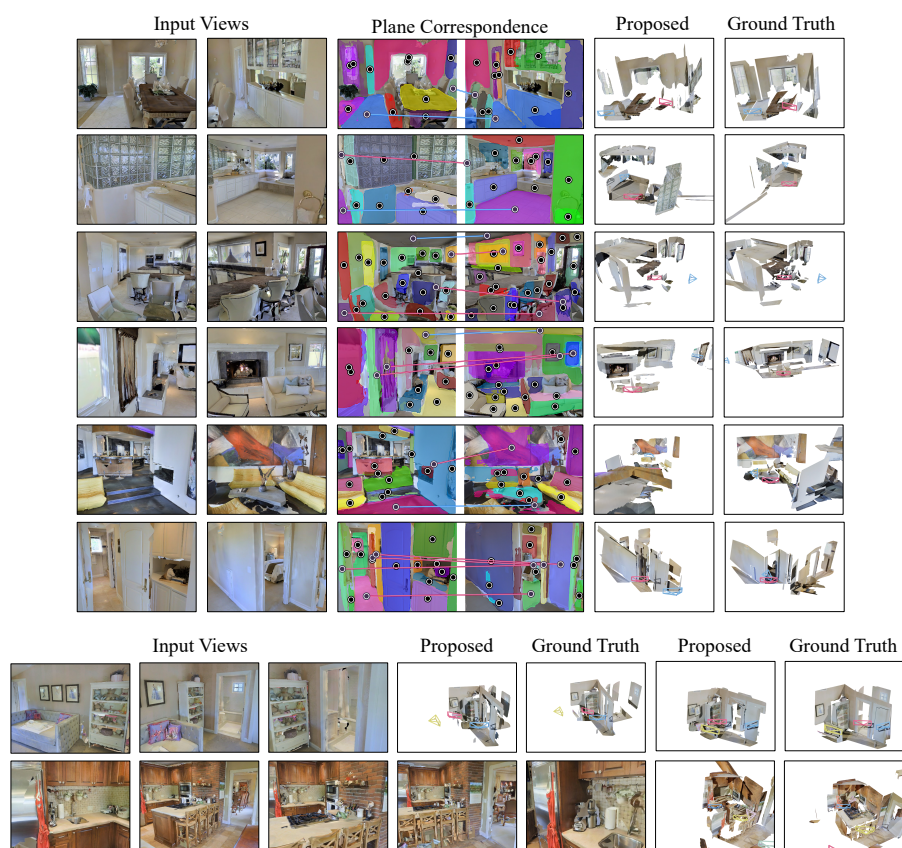 Input Views Plane Correspondence Proposed Ground Truth
Input Views Proposed Ground Truth Proposed Ground Truth